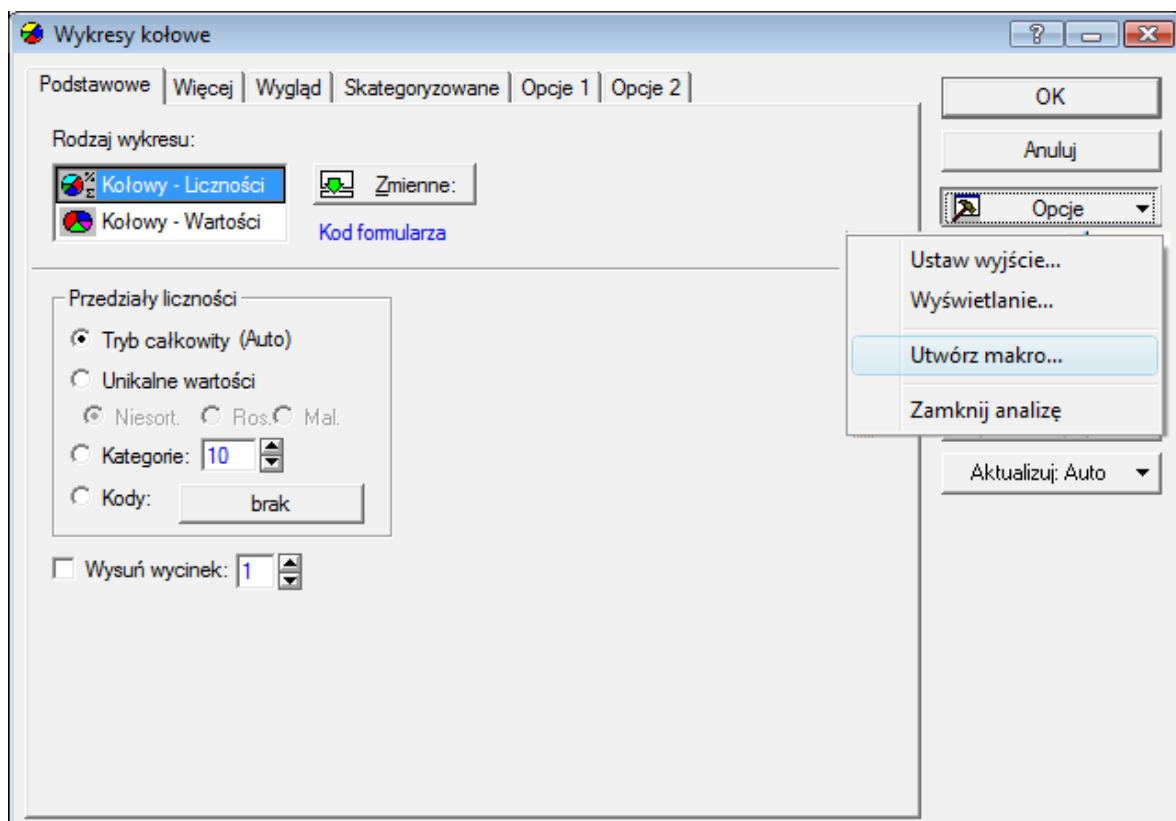 Wykresy kołowe
Podstawowe Więcej Wygląd Skategoryzowane Opcje 1 Opcje 2
OK
Anuluj
Opcje
Rodzaj wykresu:
Kołowy - Liczności
Kołowy - Wartości
Zmienne:
Kod formularza
Ustaw wyjście...
Wyświetlanie...
Utwórz makro...
Zamknij analizę
Aktualizuj: Auto
Przedziały liczności
Tryb całkowity (Auto)
Unikalne wartości
Niesort. Ros. Mal.
Kategorie: 10
Kody: brak
Wysuń wycinek: 1